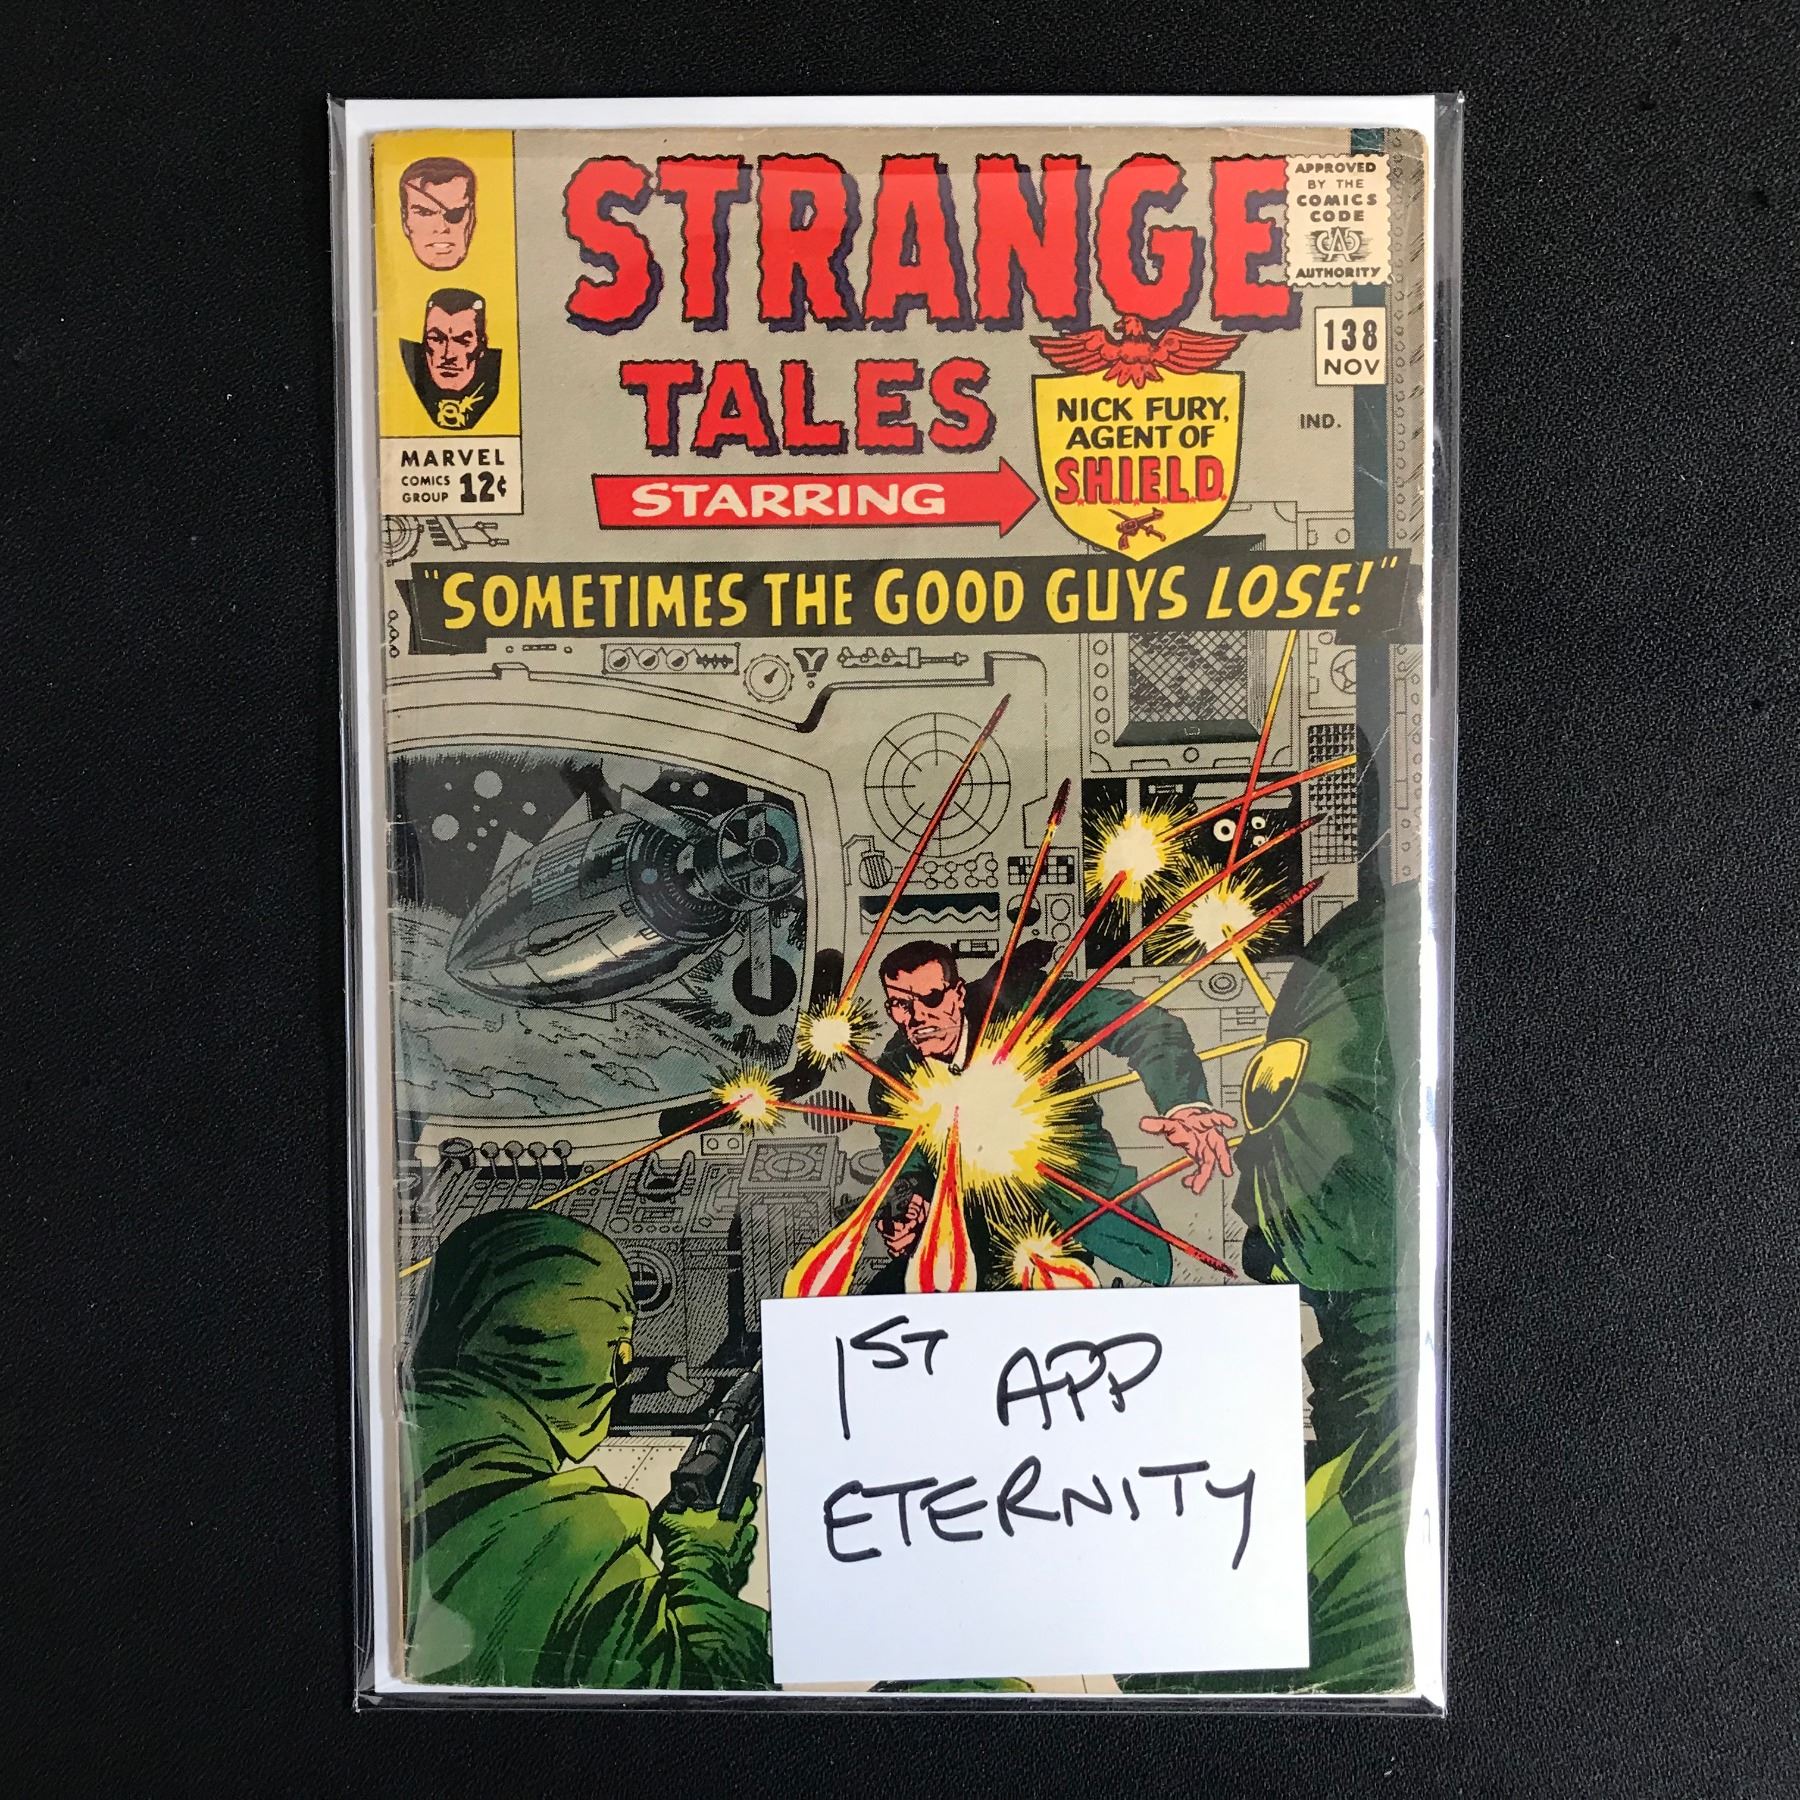 STRANGE
TALES
STARRING
NICK FURY,
AGENT OF
S.H.I.E.L.D.
APPROVED
BY THE
COMICS
CODE
CA
AUTHORITY
138
NOV
IND.
MARVEL
COMICS
GROUP 12¢
"SOMETIMES THE GOOD GUYS LOSE!"
1ST APP
ETERNITY